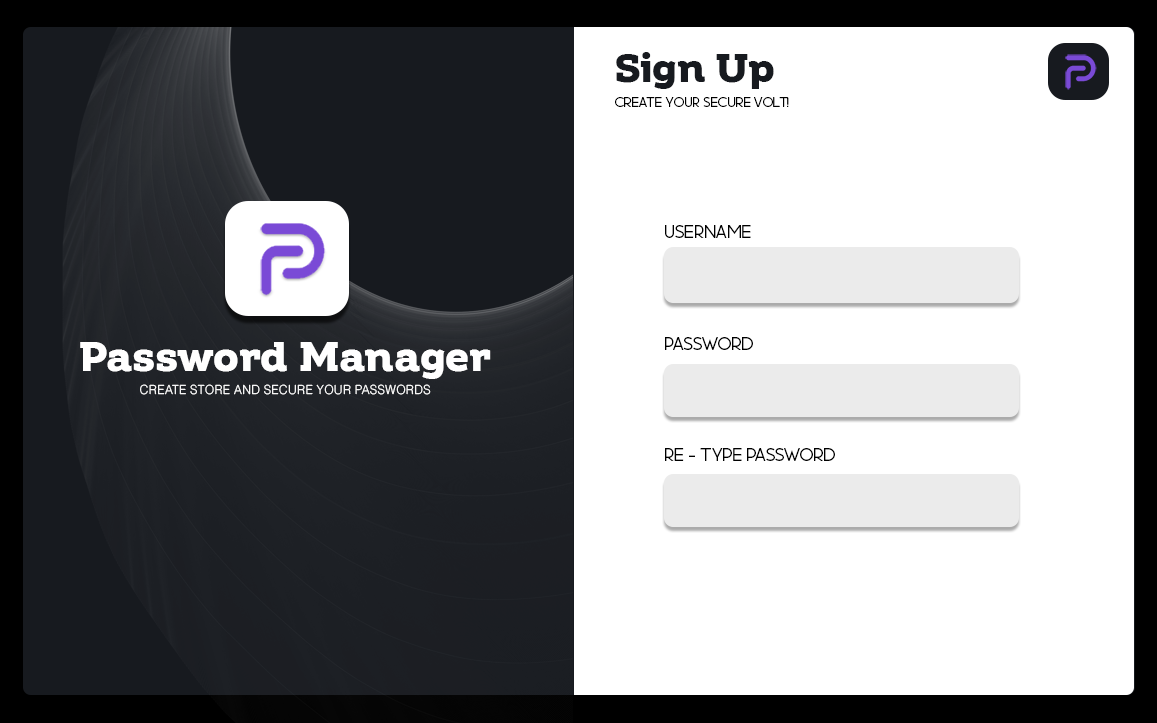 Password Manager
CREATE STORE AND SECURE YOUR PASSWORDS
Sign Up
CREATE YOUR SECURE VOLT!
USERNAME
PASSWORD
RE - TYPE PASSWORD